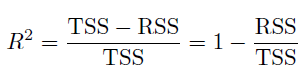 R² = (TSS − RSS) / TSS = 1 − RSS / TSS